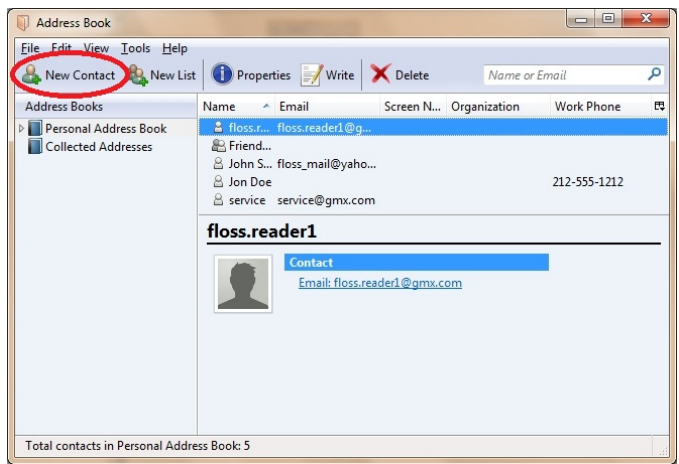 Address Book
File Edit View Tools Help
New Contact New List Properties Write Delete Name or Email
Address Books Name Email Screen N... Organization Work Phone
Personal Address Book floss.r... floss.reader1@g...
Collected Addresses Friend...
John S... floss_mail@yaho...
Jon Doe 212-555-1212
service service@gmx.com
floss.reader1
Contact
Email: floss.reader1@gmx.com
Total contacts in Personal Address Book: 5